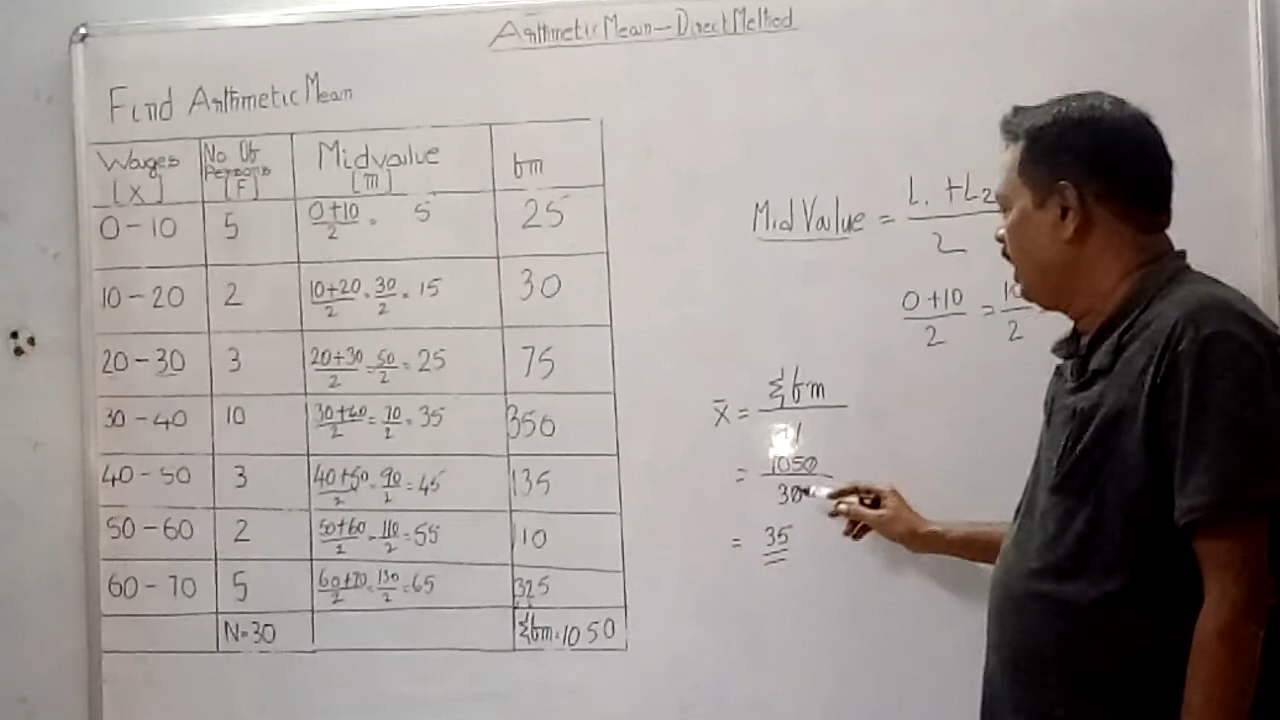 Arithmetic Mean - Direct Method
Find Arithmetic Mean
Wages [X] No Of Persons [F] Midvalue [m] fm
0-10 5 0+10/2 = 5 25
10-20 2 10+20/2 = 30/2 = 15 30
20-30 3 20+30/2 = 50/2 = 25 75
30-40 10 30+40/2 = 70/2 = 35 350
40-50 3 40+50/2 = 90/2 = 45 135
50-60 2 50+60/2 = 110/2 = 55 110
60-70 5 60+70/2 = 130/2 = 65 325
N=30 Σfm=1050
Mid Value = L1+L2/2
0+10/2 = 10/2
X̄ = Σfm
= 1050/30
= 35